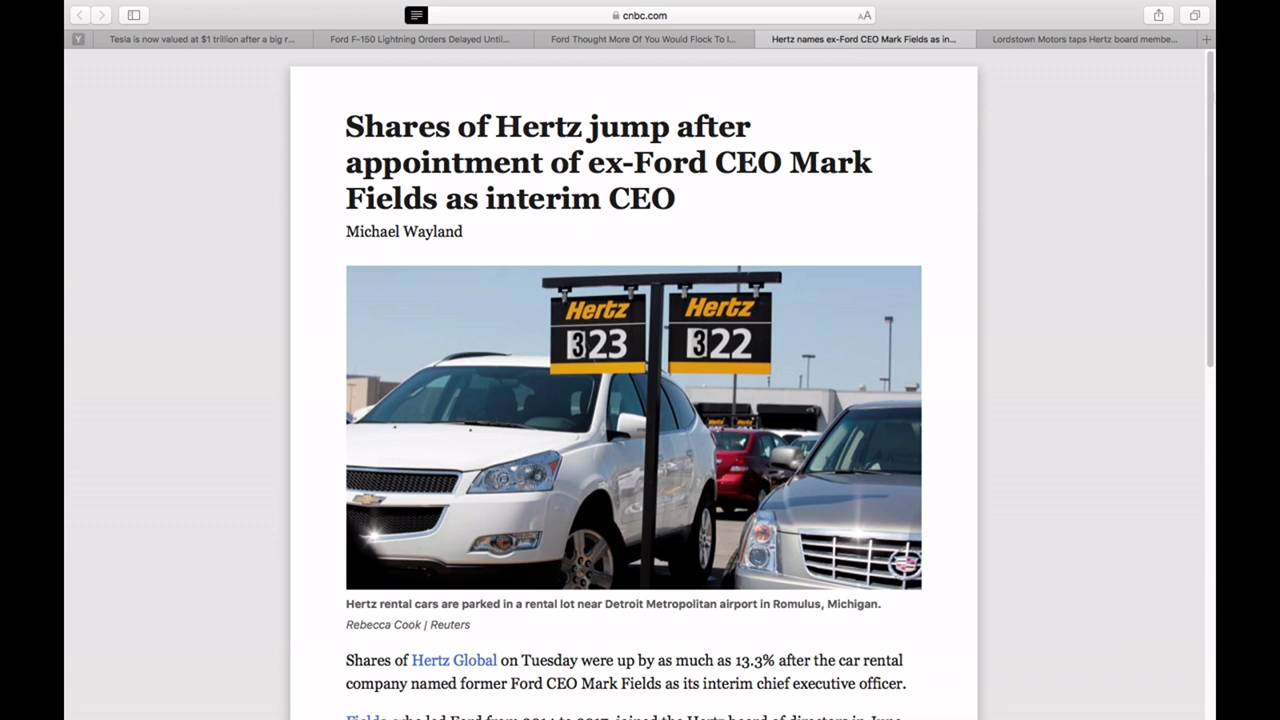 cnbc.com
AA
Y
Tesla is now valued at $1 trillion after a big r...
Ford F-150 Lightning Orders Delayed Until...
Ford Thought More Of You Would Flock To I...
Hertz names ex-Ford CEO Mark Fields as in...
Lordstown Motors taps Hertz board membe...
Shares of Hertz jump after
appointment of ex-Ford CEO Mark
Fields as interim CEO
Michael Wayland
Hertz
Hertz
323
322
Hertz rental cars are parked in a rental lot near Detroit Metropolitan airport in Romulus, Michigan.
Rebecca Cook | Reuters
Shares of Hertz Global on Tuesday were up by as much as 13.3% after the car rental
company named former Ford CEO Mark Fields as its interim chief executive officer.